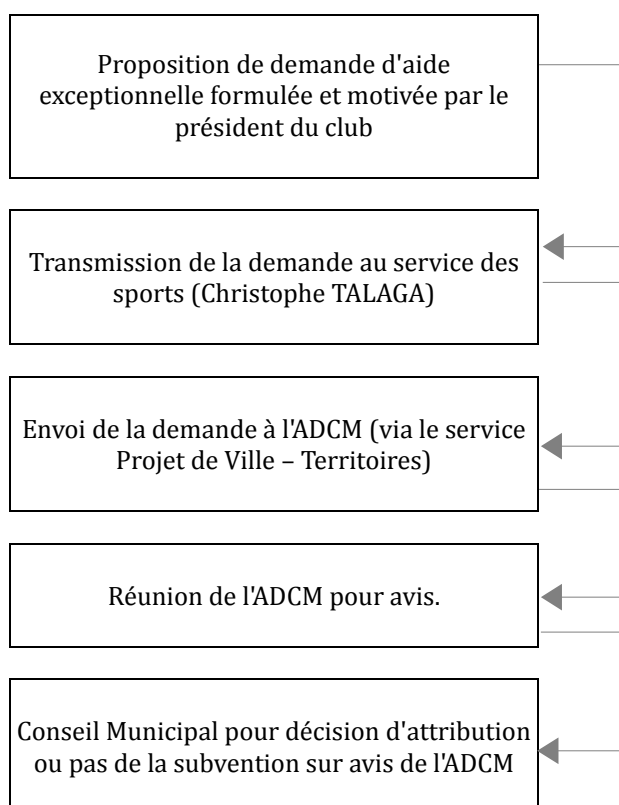 Proposition de demande d'aide
exceptionnelle formulée et motivée par le
président du club
Transmission de la demande au service des
sports (Christophe TALAGA)
Envoi de la demande à l'ADCM (via le service
Projet de Ville – Territoires)
Réunion de l'ADCM pour avis.
Conseil Municipal pour décision d'attribution
ou pas de la subvention sur avis de l'ADCM